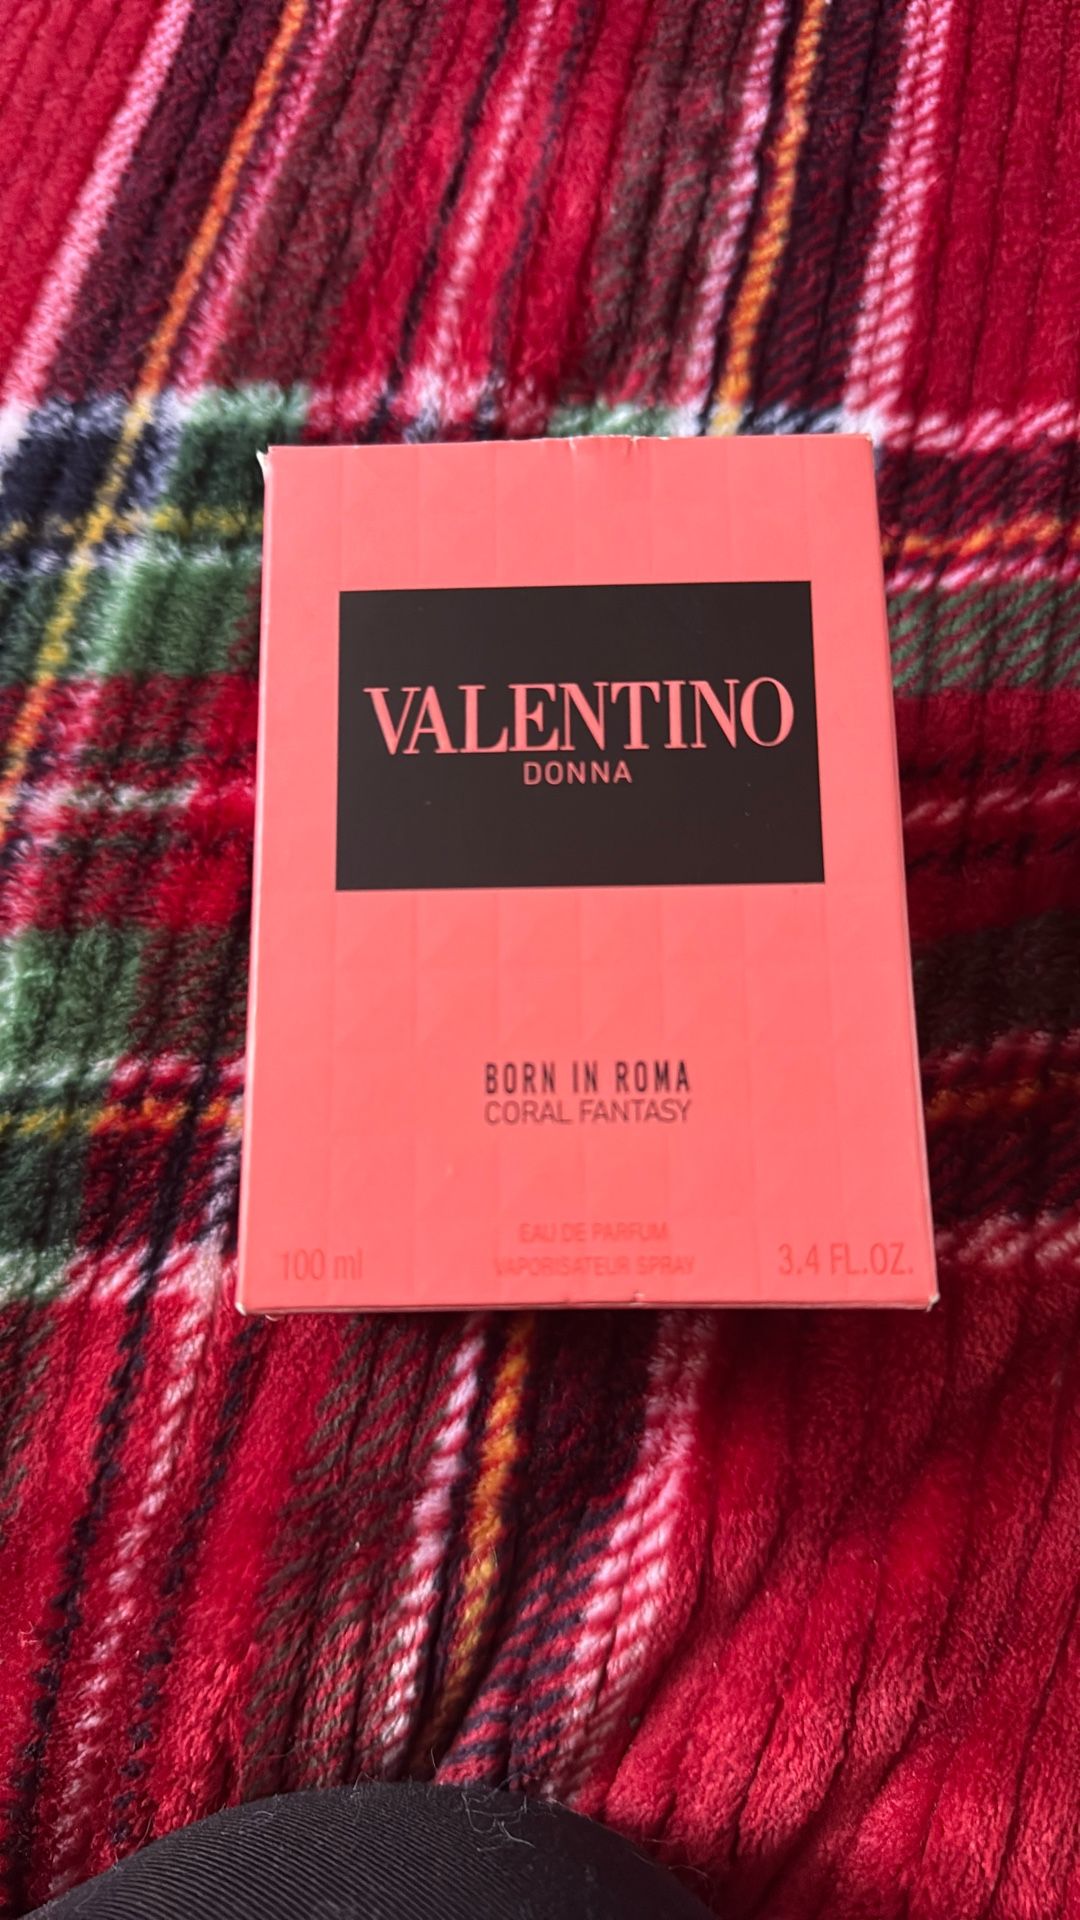 VALENTINO
DONNA
BORN IN ROMA
CORAL FANTASY
EAU DE PARFUM
VAPORISATEUR SPRAY
100 ml
3.4 FL.OZ.